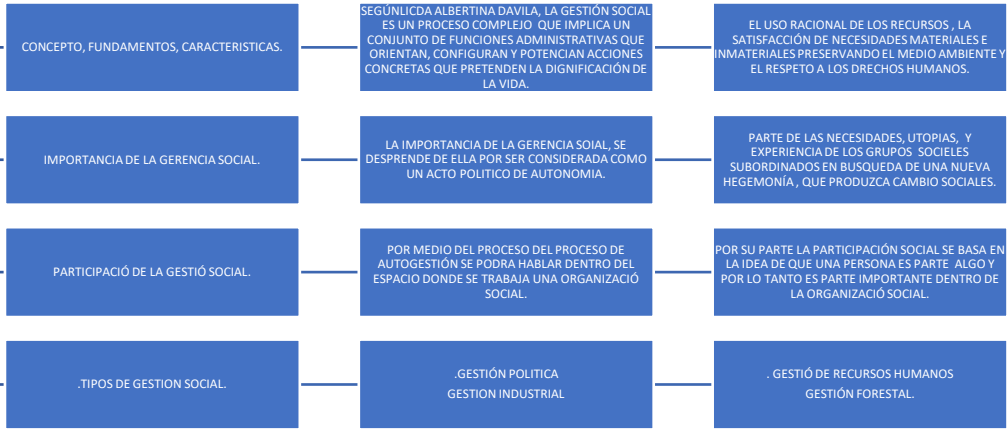 CONCEPTO, FUNDAMENTOS, CARACTERISTICAS.
SEGÚNLICDA ALBERTINA DAVILA, LA GESTIÓN SOCIAL
ES UN PROCESO COMPLEJO QUE IMPLICA UN
CONJUNTO DE FUNCIONES ADMINISTRATIVAS QUE
ORIENTAN, CONFIGURAN Y POTENCIAN ACCIONES
CONCRETAS QUE PRETENDEN LA DIGNIFICACIÓN DE
LA VIDA.
EL USO RACIONAL DE LOS RECURSOS , LA
SATISFACCIÓN DE NECESIDADES MATERIALES E
INMATERIALES PRESERVANDO EL MEDIO AMBIENTE Y
EL RESPETO A LOS DRECHOS HUMANOS.
IMPORTANCIA DE LA GERENCIA SOCIAL.
LA IMPORTANCIA DE LA GERENCIA SOIAL, SE
DESPRENDE DE ELLA POR SER CONSIDERADA COMO
UN ACTO POLITICO DE AUTONOMIA.
PARTE DE LAS NECESIDADES, UTOPIAS, Y
EXPERIENCIA DE LOS GRUPOS SOCIELES
SUBORDINADOS EN BUSQUEDA DE UNA NUEVA
HEGEMONÍA , QUE PRODUZCA CAMBIO SOCIALES.
PARTICIPACIÓ DE LA GESTIÓ SOCIAL.
POR MEDIO DEL PROCESO DEL PROCESO DE
AUTOGESTIÓN SE PODRA HABLAR DENTRO DEL
ESPACIO DONDE SE TRABAJA UNA ORGANIZACIÓ
SOCIAL.
POR SU PARTE LA PARTICIPACIÓN SOCIAL SE BASA EN
LA IDEA DE QUE UNA PERSONA ES PARTE ALGO Y
POR LO TANTO ES PARTE IMPORTANTE DENTRO DE
LA ORGANIZACIÓ SOCIAL.
.TIPOS DE GESTION SOCIAL.
.GESTIÓN POLITICA
GESTION INDUSTRIAL
. GESTIÓ DE RECURSOS HUMANOS
GESTIÓN FORESTAL.